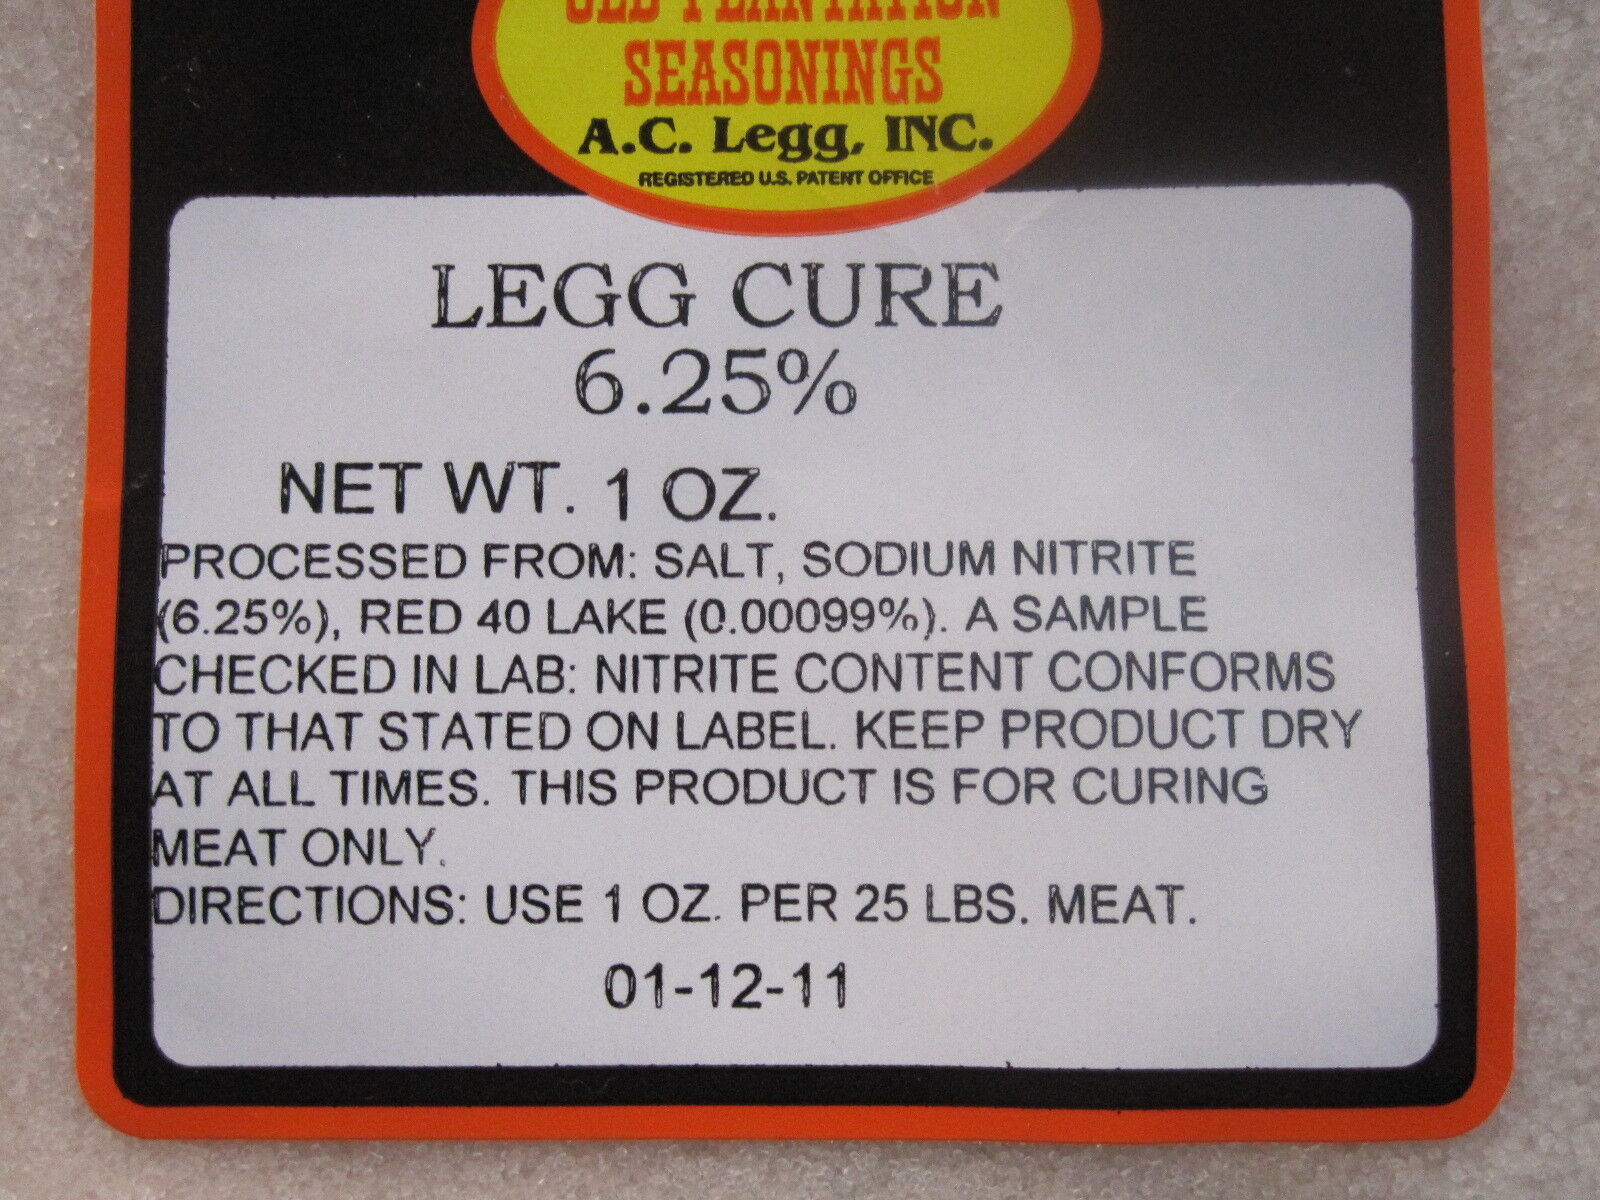 OLD PLANTATION
SEASONINGS
A.C. Legg, INC.
REGISTERED U.S. PATENT OFFICE
LEGG CURE
6.25%
NET WT. 1 OZ.
PROCESSED FROM: SALT, SODIUM NITRITE
(6.25%), RED 40 LAKE (0.00099%). A SAMPLE
CHECKED IN LAB: NITRITE CONTENT CONFORMS
TO THAT STATED ON LABEL. KEEP PRODUCT DRY
AT ALL TIMES. THIS PRODUCT IS FOR CURING
MEAT ONLY.
DIRECTIONS: USE 1 OZ. PER 25 LBS. MEAT.
01-12-11